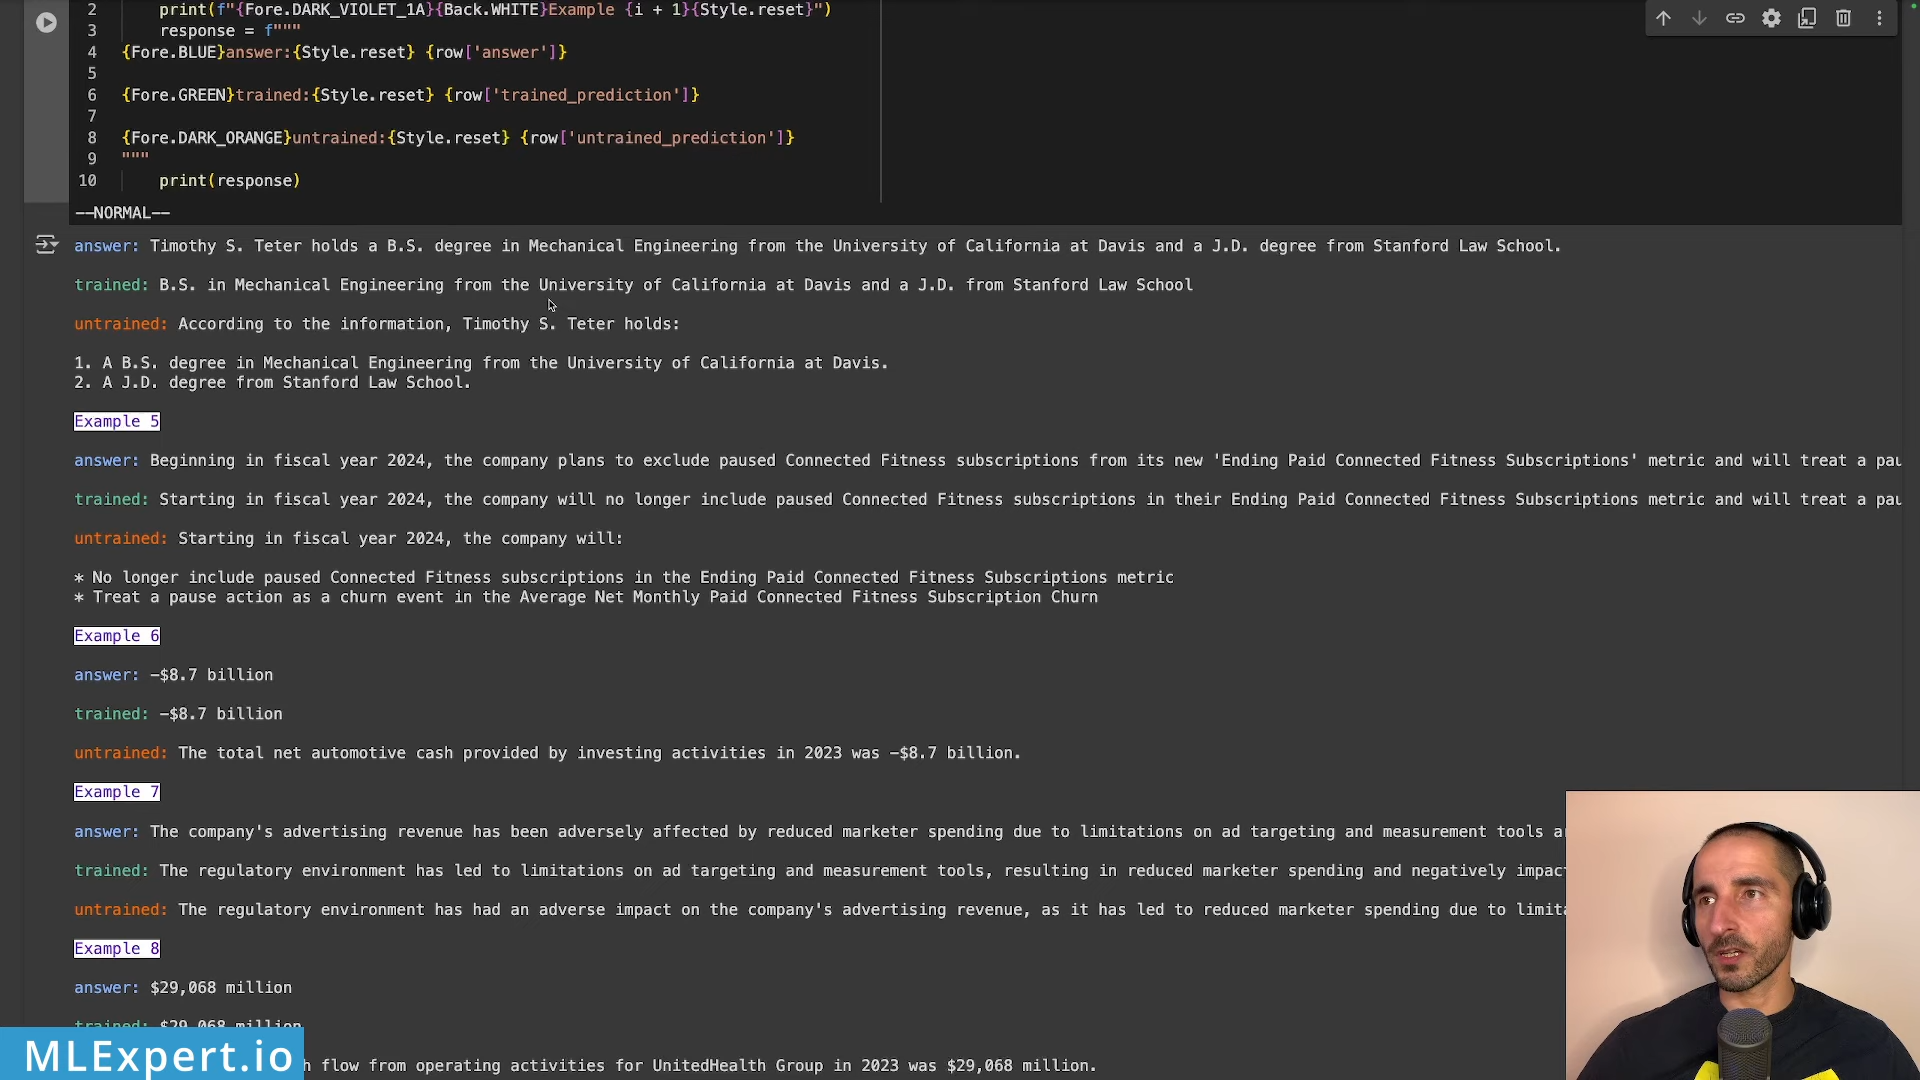 2 print(f"{Fore.DARK_VIOLET_1A}{Back.WHITE}Example {i + 1}{Style.reset}")
3 response = f"""
4 {Fore.BLUE}answer:{Style.reset} {row['answer']}
5
6 {Fore.GREEN}trained:{Style.reset} {row['trained_prediction']}
7
8 {Fore.DARK_ORANGE}untrained:{Style.reset} {row['untrained_prediction']}
9 """
10 print(response)
--NORMAL--
answer: Timothy S. Teter holds a B.S. degree in Mechanical Engineering from the University of California at Davis and a J.D. degree from Stanford Law School.
trained: B.S. in Mechanical Engineering from the University of California at Davis and a J.D. from Stanford Law School
untrained: According to the information, Timothy S. Teter holds:
1. A B.S. degree in Mechanical Engineering from the University of California at Davis.
2. A J.D. degree from Stanford Law School.
Example 5
answer: Beginning in fiscal year 2024, the company plans to exclude paused Connected Fitness subscriptions from its new 'Ending Paid Connected Fitness Subscriptions' metric and will treat a pau
trained: Starting in fiscal year 2024, the company will no longer include paused Connected Fitness subscriptions in their Ending Paid Connected Fitness Subscriptions metric and will treat a pau
untrained: Starting in fiscal year 2024, the company will:
* No longer include paused Connected Fitness subscriptions in the Ending Paid Connected Fitness Subscriptions metric
* Treat a pause action as a churn event in the Average Net Monthly Paid Connected Fitness Subscription Churn
Example 6
answer: -$8.7 billion
trained: -$8.7 billion
untrained: The total net automotive cash provided by investing activities in 2023 was -$8.7 billion.
Example 7
answer: The company's advertising revenue has been adversely affected by reduced marketer spending due to limitations on ad targeting and measurement tools a
trained: The regulatory environment has led to limitations on ad targeting and measurement tools, resulting in reduced marketer spending and negatively impac
untrained: The regulatory environment has had an adverse impact on the company's advertising revenue, as it has led to reduced marketer spending due to limit
Example 8
answer: $29,068 million
trained: $29,068 million
MLExpert.io
h flow from operating activities for UnitedHealth Group in 2023 was $29,068 million.